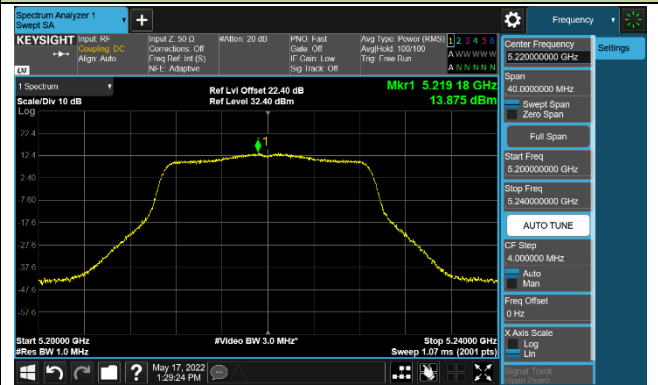 Spectrum Analyzer 1
Swept SA
+
Frequency
KEYSIGHT
Input: RF
Coupling: DC
Align: Auto
Input Z: 50 Ω
Corrections: Off
Freq Ref: Int (S)
NFE: Adaptive
#Atten: 20 dB
PNO: Fast
Gate: Off
IF Gain: Low
Sig Track: Off
Avg Type: Power (RMS)
Avg|Hold: 100/100
Trig: Free Run
1 2 3 4 5 6
A W W W W W
A N N N N N
LXI
1 Spectrum
Scale/Div 10 dB
Log
Ref Lvl Offset 22.40 dB
Ref Level 32.40 dBm
Mkr1 5.219 18 GHz
13.875 dBm
1
22.4
12.4
2.40
-7.60
-17.6
-27.6
-37.6
-47.6
-57.6
Start 5.20000 GHz
#Res BW 1.0 MHz
#Video BW 3.0 MHz*
Stop 5.24000 GHz
Sweep 1.07 ms (2001 pts)
?
May 17, 2022
1:29:24 PM
Center Frequency
5.220000000 GHz
Settings
Span
40.0000000 MHz
Swept Span
Zero Span
Full Span
Start Freq
5.200000000 GHz
Stop Freq
5.240000000 GHz
AUTO TUNE
CF Step
4.000000 MHz
Auto
Man
Freq Offset
0 Hz
X Axis Scale
Log
Lin
Signal Track
(Span Zoom)